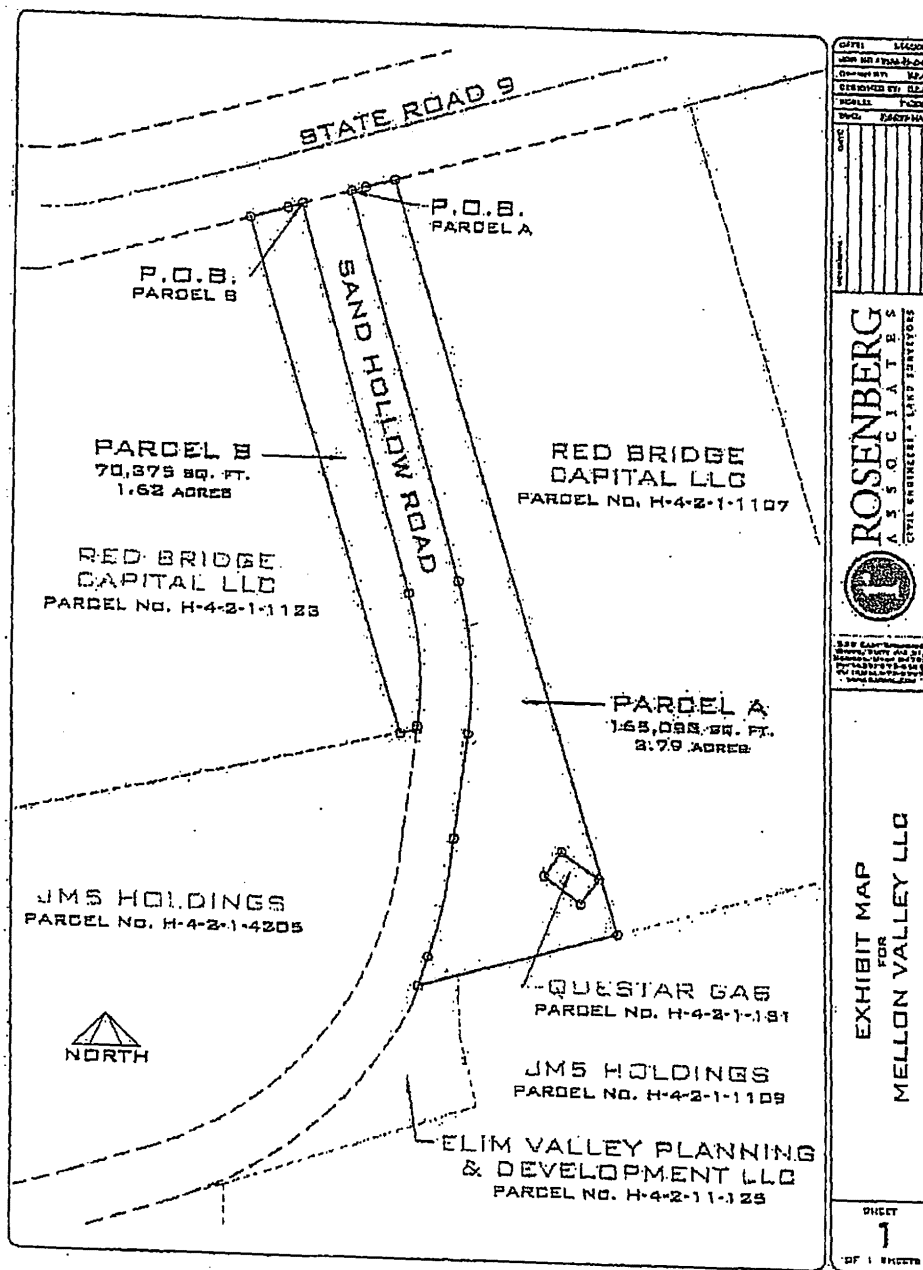 STATE ROAD 9
P.O.B.
PARCEL A
P.O.B.
PARCEL B
SAND HOLLOW ROAD
PARCEL B
70,375 SQ. FT.
1.62 ACRES
RED BRIDGE
CAPITAL LLC
PARCEL NO. H-4-2-1-1107
RED BRIDGE
CAPITAL LLC
PARCEL NO. H-4-2-1-1123
PARCEL A
SQ. FT.
3.79 ACRES
JMS HOLDINGS
PARCEL NO. H-4-2-1-4205
NORTH
QUESTAR GAS
PARCEL NO. H-4-2-1-191
JMS HOLDINGS
PARCEL NO. H-4-2-1-1109
ELIM VALLEY PLANNING
& DEVELOPMENT LLC
PARCEL NO. H-4-2-11-125
DATE
ROSENBERG
ASSOCIATES
CIVIL ENGINEERS • LAND SURVEYORS
EXHIBIT MAP
FOR
MELLON VALLEY LLC
SHEET
1
OF 1 SHEETS